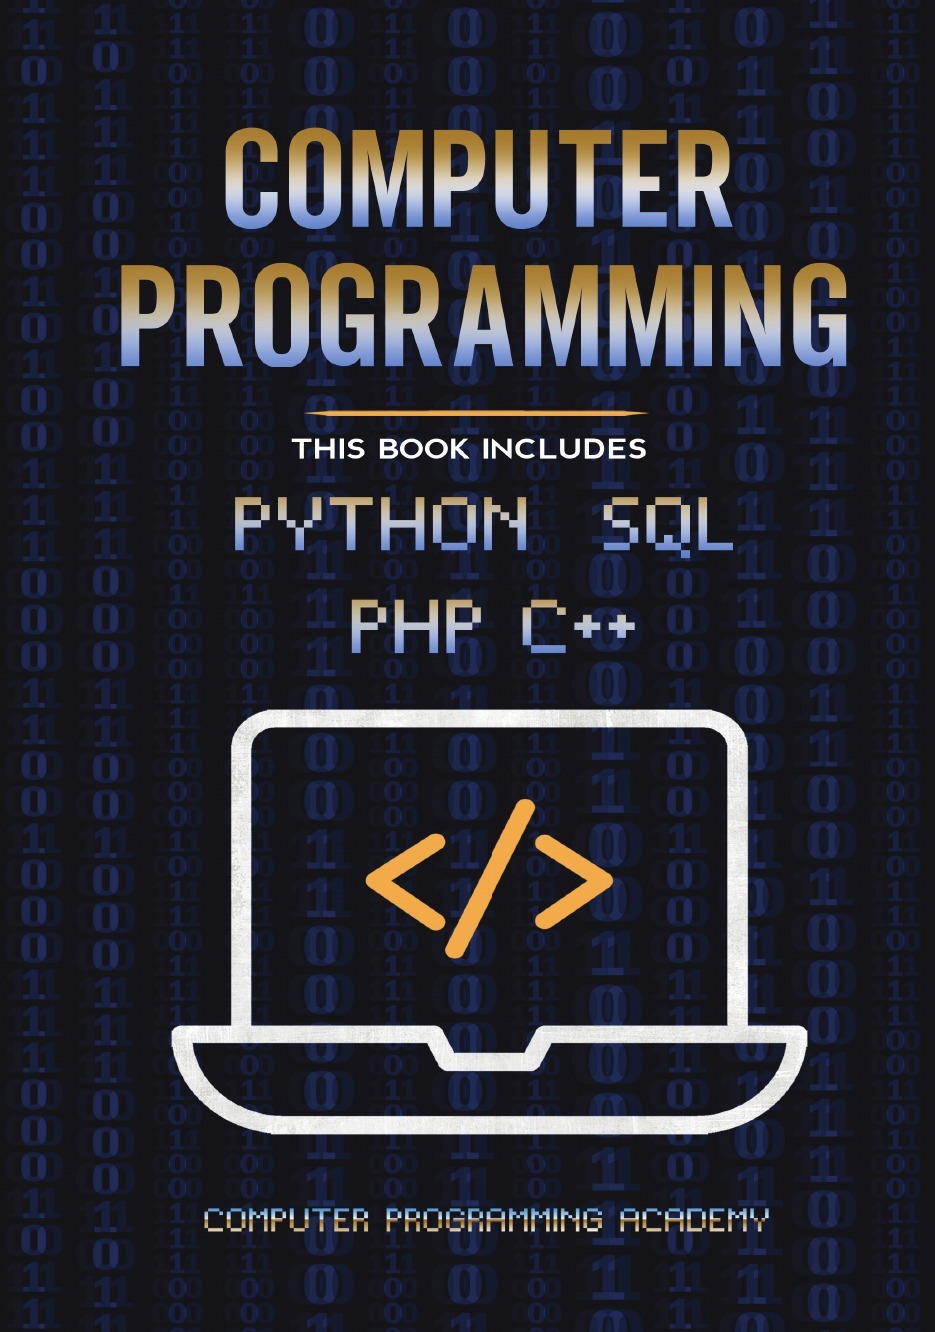 COMPUTER
PROGRAMMING
THIS BOOK INCLUDES
PYTHON SQL
PHP C++
</>
COMPUTER PROGRAMMING ACADEMY